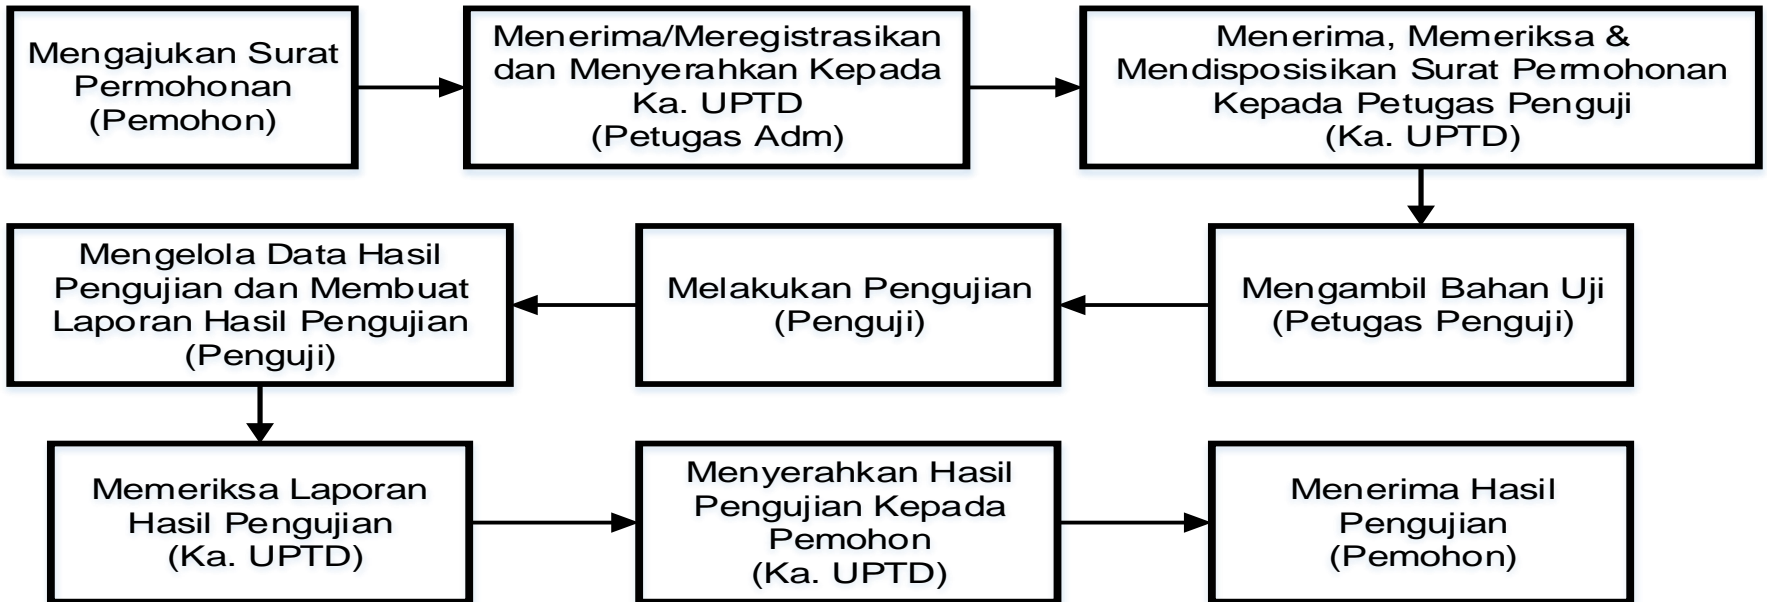 Mengajukan Surat
Permohonan
(Pemohon)
Menerima/Meregistrasikan
dan Menyerahkan Kepada
Ka. UPTD
(Petugas Adm)
Menerima, Memeriksa &
Mendisposisikan Surat Permohonan
Kepada Petugas Penguji
(Ka. UPTD)
Mengambil Bahan Uji
(Petugas Penguji)
Melakukan Pengujian
(Penguji)
Mengelola Data Hasil
Pengujian dan Membuat
Laporan Hasil Pengujian
(Penguji)
Memeriksa Laporan
Hasil Pengujian
(Ka. UPTD)
Menyerahkan Hasil
Pengujian Kepada
Pemohon
(Ka. UPTD)
Menerima Hasil
Pengujian
(Pemohon)